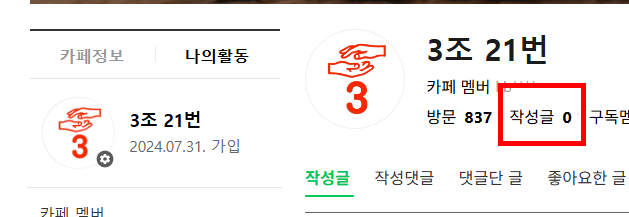 카페정보
나의활동
3
3조 21번
2024.07.31. 가입
카페 멤버
3
3조 21번
카페 멤버
방문 837 작성글 0 구독멤
작성글 작성댓글 댓글단 글 좋아요한 글